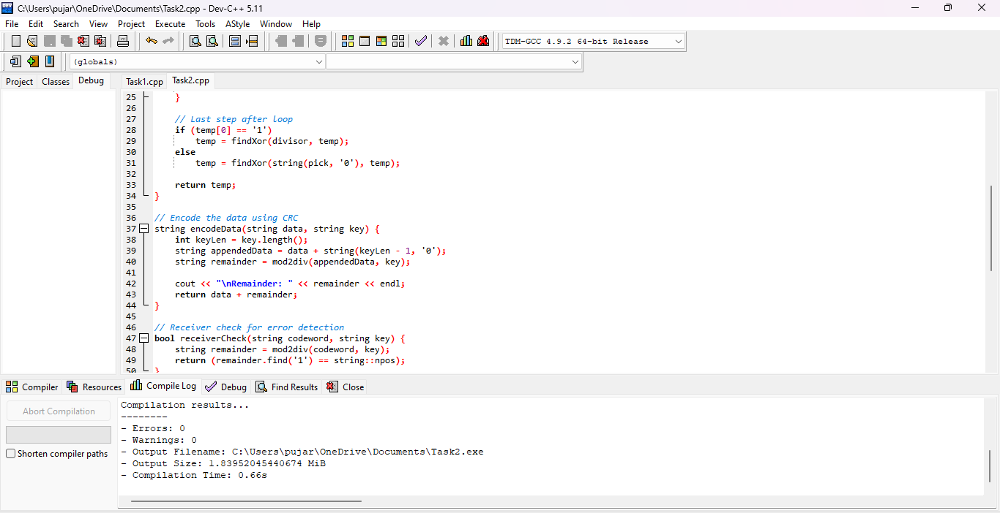 C:\Users\pujar\OneDrive\Documents\Task2.cpp - Dev-C++ 5.11
File Edit Search View Project Execute Tools AStyle Window Help
TDM-GCC 4.9.2 64-bit Release
(globals)
Project Classes Debug Task1.cpp Task2.cpp
25 }
26
27 // Last step after loop
28 if (temp[0] == '1')
29 temp = findXor(divisor, temp);
30 else
31 temp = findXor(string(pick, '0'), temp);
32
33 return temp;
34 }
35
36 // Encode the data using CRC
37 string encodeData(string data, string key) {
38 int keyLen = key.length();
39 string appendedData = data + string(keyLen - 1, '0');
40 string remainder = mod2div(appendedData, key);
41
42 cout << "\nRemainder: " << remainder << endl;
43 return data + remainder;
44 }
45
46 // Receiver check for error detection
47 bool receiverCheck(string codeword, string key) {
48 string remainder = mod2div(codeword, key);
49 return (remainder.find('1') == string::npos);
50 }
Compiler Resources Compile Log Debug Find Results Close
Abort Compilation
Shorten compiler paths
Compilation results...
--------
- Errors: 0
- Warnings: 0
- Output Filename: C:\Users\pujar\OneDrive\Documents\Task2.exe
- Output Size: 1.83952045440674 MiB
- Compilation Time: 0.66s